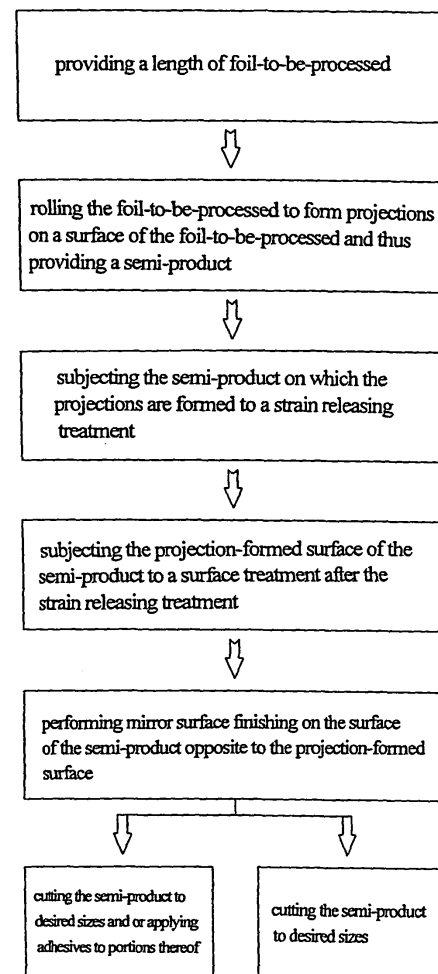 providing a length of foil-to-be-processed
rolling the foil-to-be-processed to form projections
on a surface of the foil-to-be-processed and thus
providing a semi-product
subjecting the semi-product on which the
projections are formed to a strain releasing
treatment
subjecting the projection-formed surface of the
semi-product to a surface treatment after the
strain releasing treatment
performing mirror surface finishing on the surface
of the semi-product opposite to the projection-formed
surface
cutting the semi-product to
desired sizes and or applying
adhesives to portions thereof
cutting the semi-product
to desired sizes